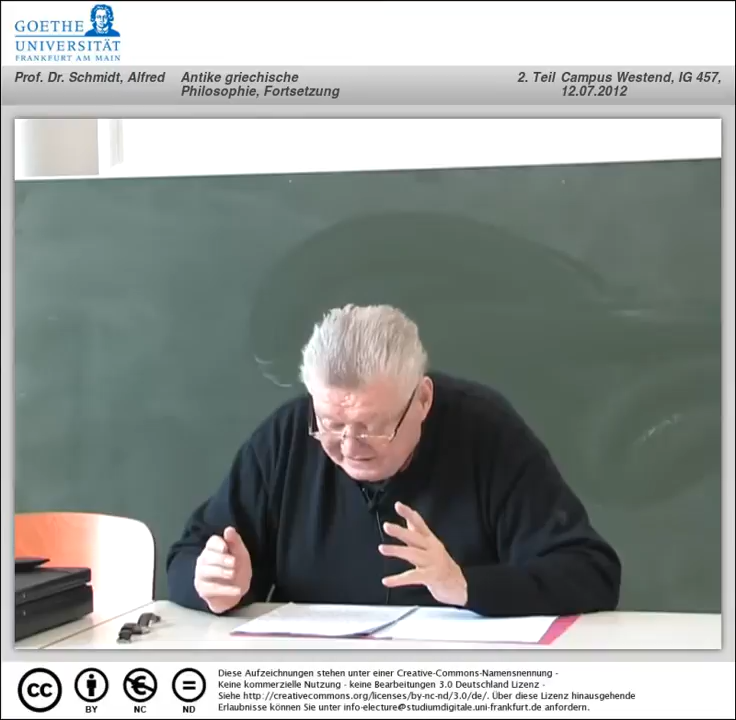 GOETHE
UNIVERSITÄT
FRANKFURT AM MAIN
Prof. Dr. Schmidt, Alfred
Antike griechische
Philosophie, Fortsetzung
2. Teil Campus Westend, IG 457,
12.07.2012
cc
BY
NC
ND
Diese Aufzeichnungen stehen unter einer Creative-Commons-Namensnennung -
Keine kommerzielle Nutzung - keine Bearbeitungen 3.0 Deutschland Lizenz -
Siehe http://creativecommons.org/licenses/by-nc-nd/3.0/de/. Über diese Lizenz hinausgehende
Erlaubnisse können Sie unter info-electure@studiumdigitale.uni-frankfurt.de anfordern.